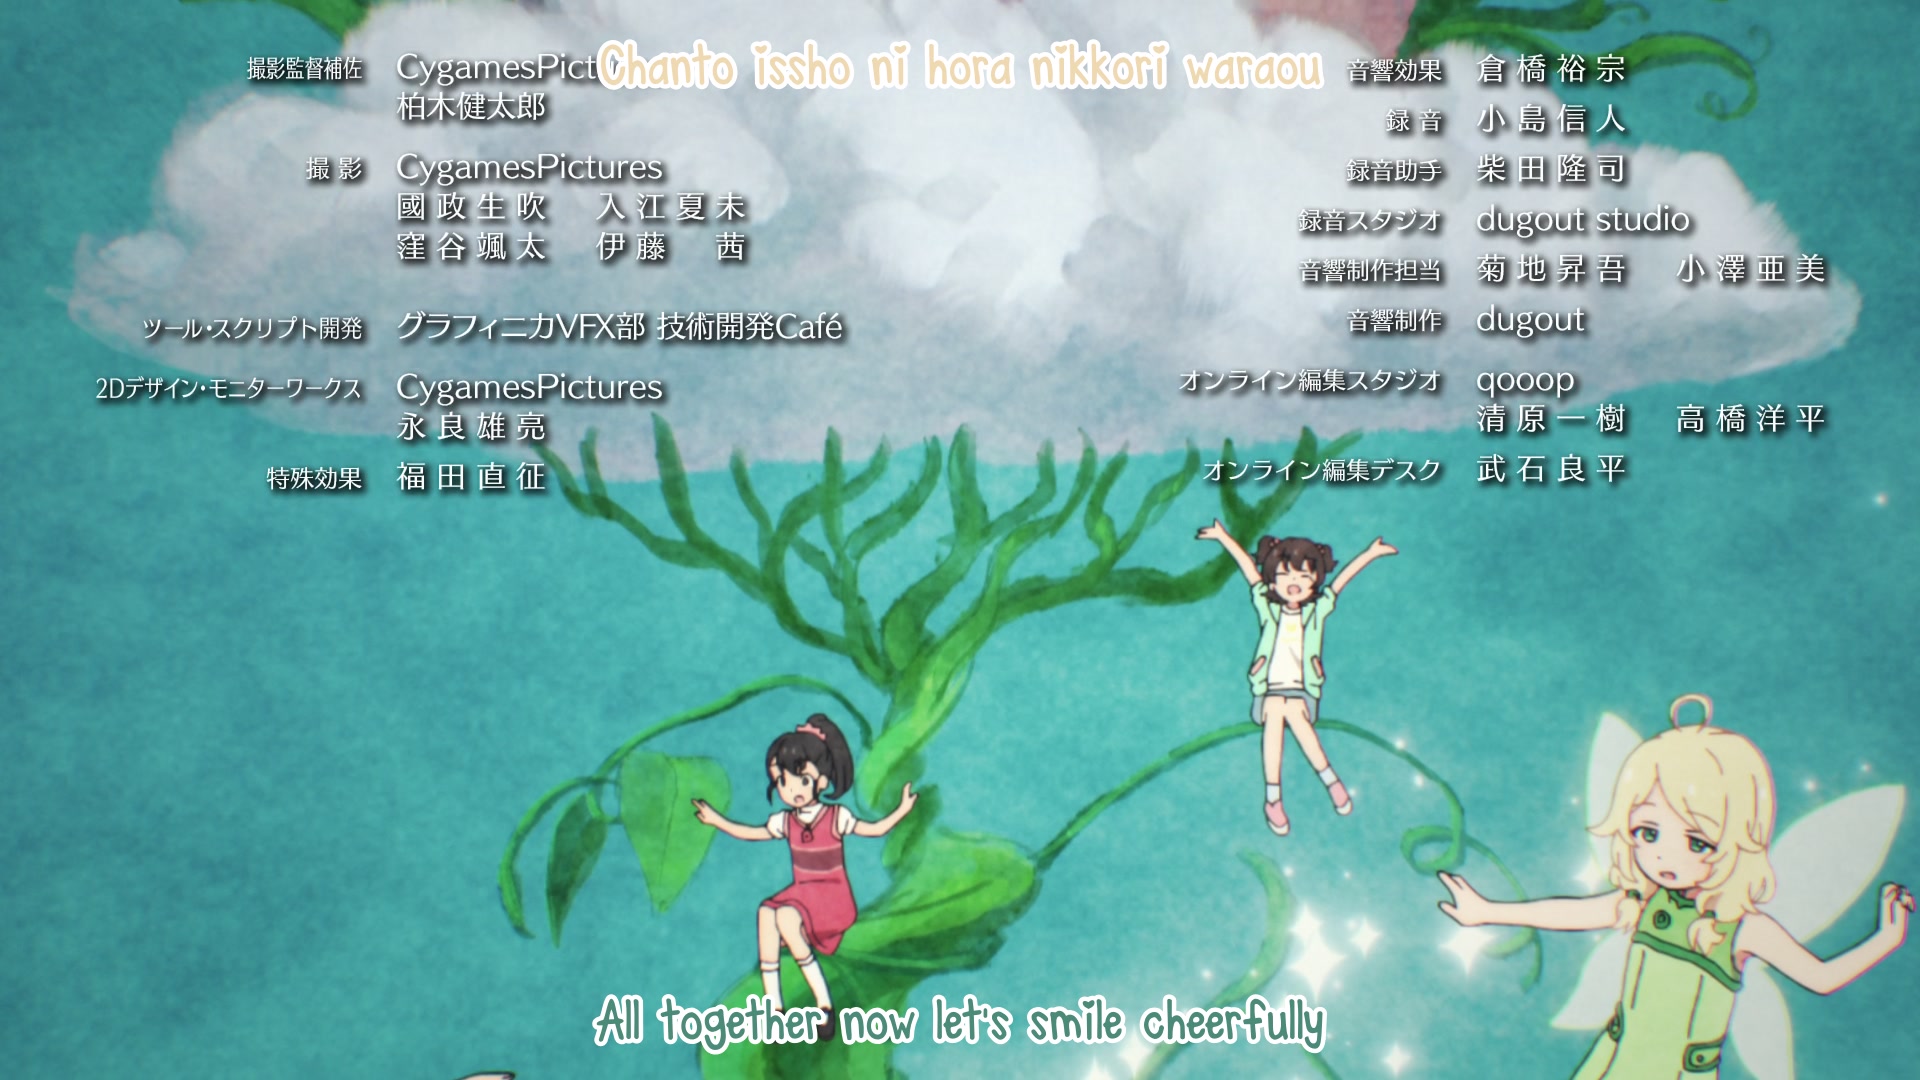 Chanto issho ni hora nikkori waraou
撮影監督補佐 CygamesPict
柏木健太郎
撮影 CygamesPictures
國政生吹 入江夏未
窪谷颯太 伊藤 茜
ツール・スクリプト開発 グラフィニカVFX部 技術開発Café
2Dデザイン・モニターワークス CygamesPictures
永良雄亮
特殊効果 福田直征
音響効果 倉橋裕宗
録音 小島信人
録音助手 柴田隆司
録音スタジオ dugout studio
音響制作担当 菊地昇吾 小澤亜美
音響制作 dugout
オンライン編集スタジオ qooop
清原一樹 高橋洋平
オンライン編集デスク 武石良平
All together now let's smile cheerfully